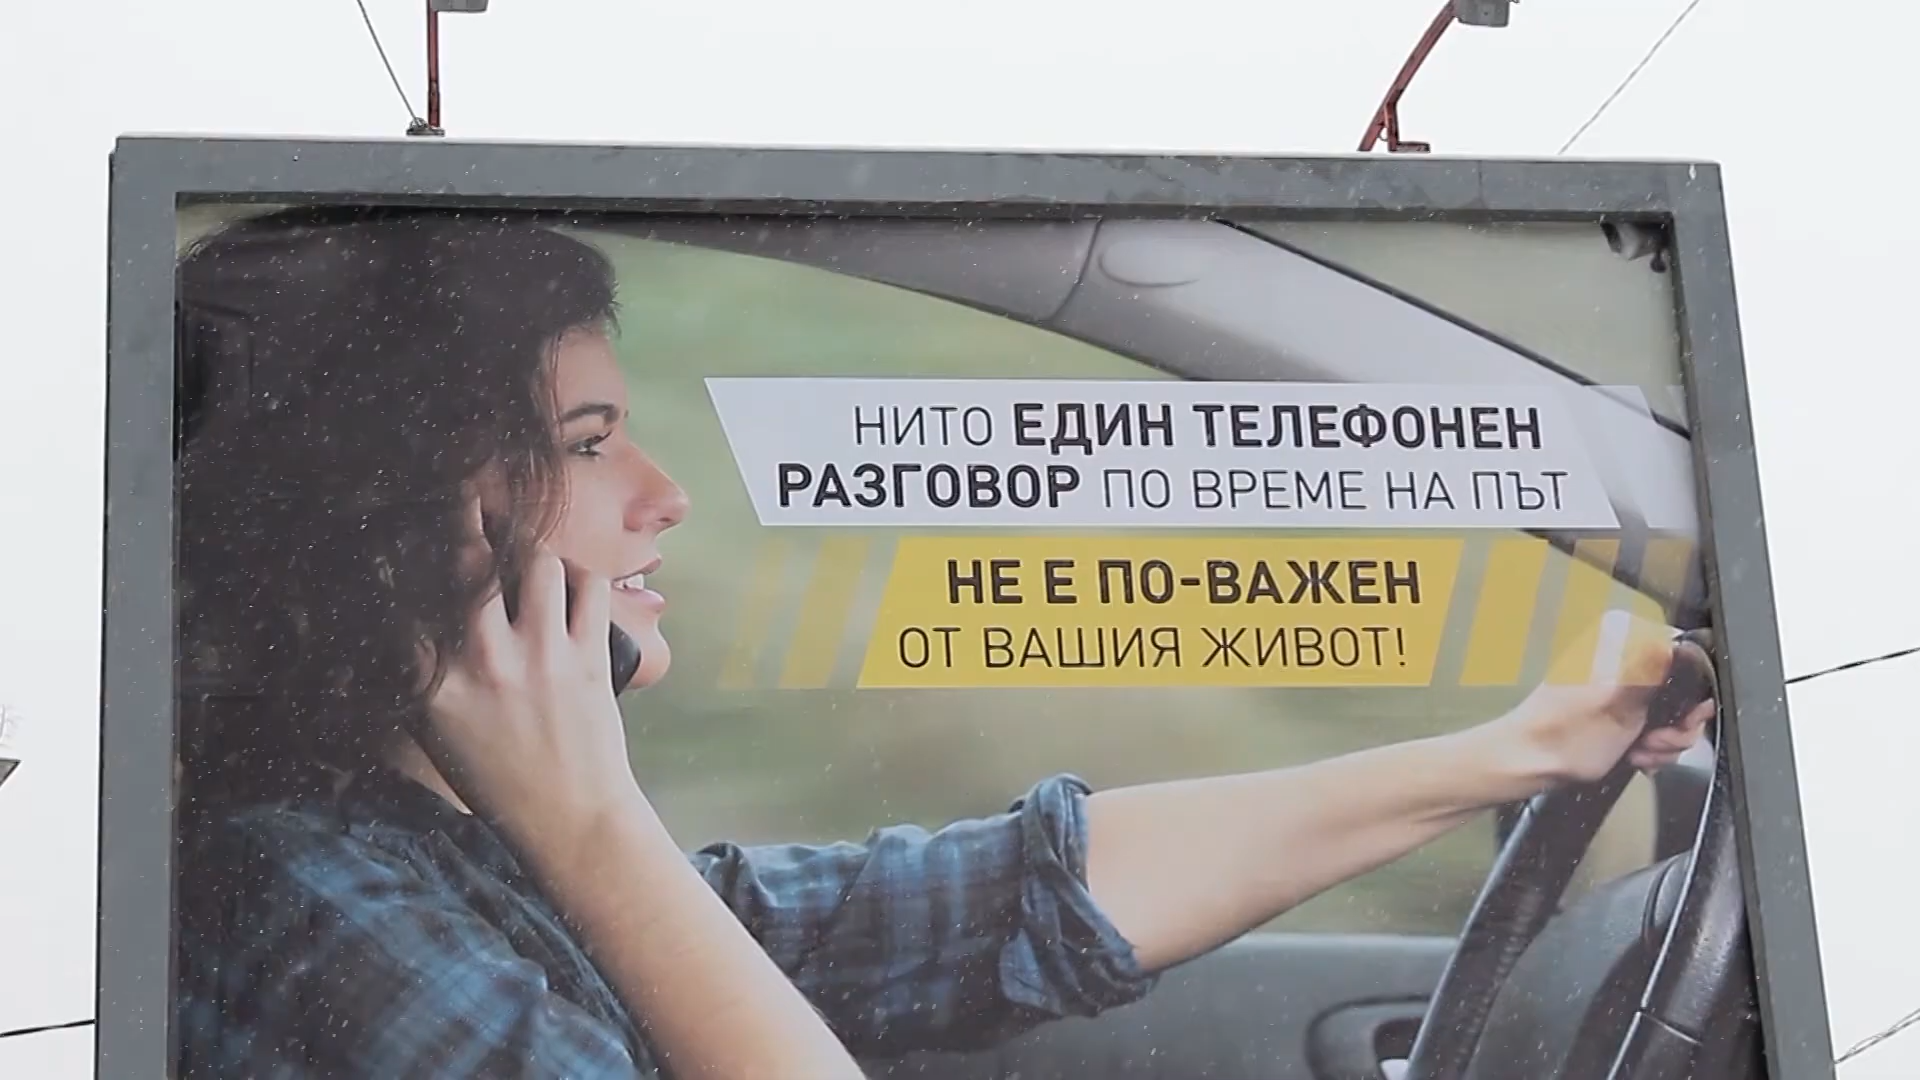 НИТО ЕДИН ТЕЛЕФОНЕН
РАЗГОВОР ПО ВРЕМЕ НА ПЪТ
НЕ Е ПО-ВАЖЕН
ОТ ВАШИЯ ЖИВОТ!